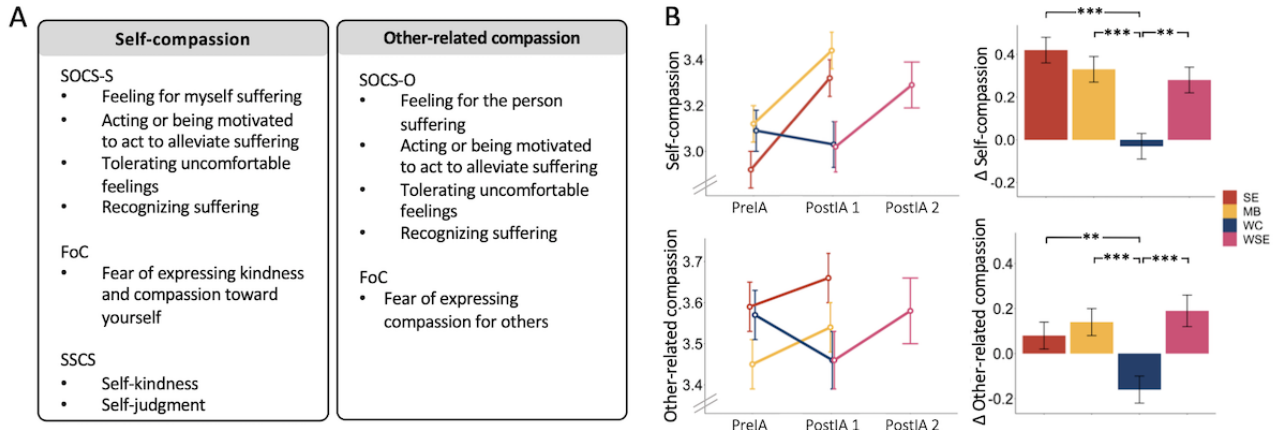 A
Self-compassion
SOCS-S
• Feeling for myself suffering
• Acting or being motivated
to act to alleviate suffering
• Tolerating uncomfortable
feelings
• Recognizing suffering
FoC
• Fear of expressing kindness
and compassion toward
yourself
SSCS
• Self-kindness
• Self-judgment
Other-related compassion
SOCS-O
• Feeling for the person
suffering
• Acting or being motivated
to act to alleviate suffering
• Tolerating uncomfortable
feelings
• Recognizing suffering
FoC
• Fear of expressing
compassion for others
B
Self-compassion
3.4
3.2
3.0
PreIA PostIA 1 PostIA 2
Δ Self-compassion
0.4
0.2
0.0
-0.2
***
*** **
SE
MB
WC
WSE
Other-related compassion
3.7
3.6
3.5
3.4
PreIA PostIA 1 PostIA 2
Δ Other-related compassion
0.4
0.2
0.0
-0.2
**
*** ***